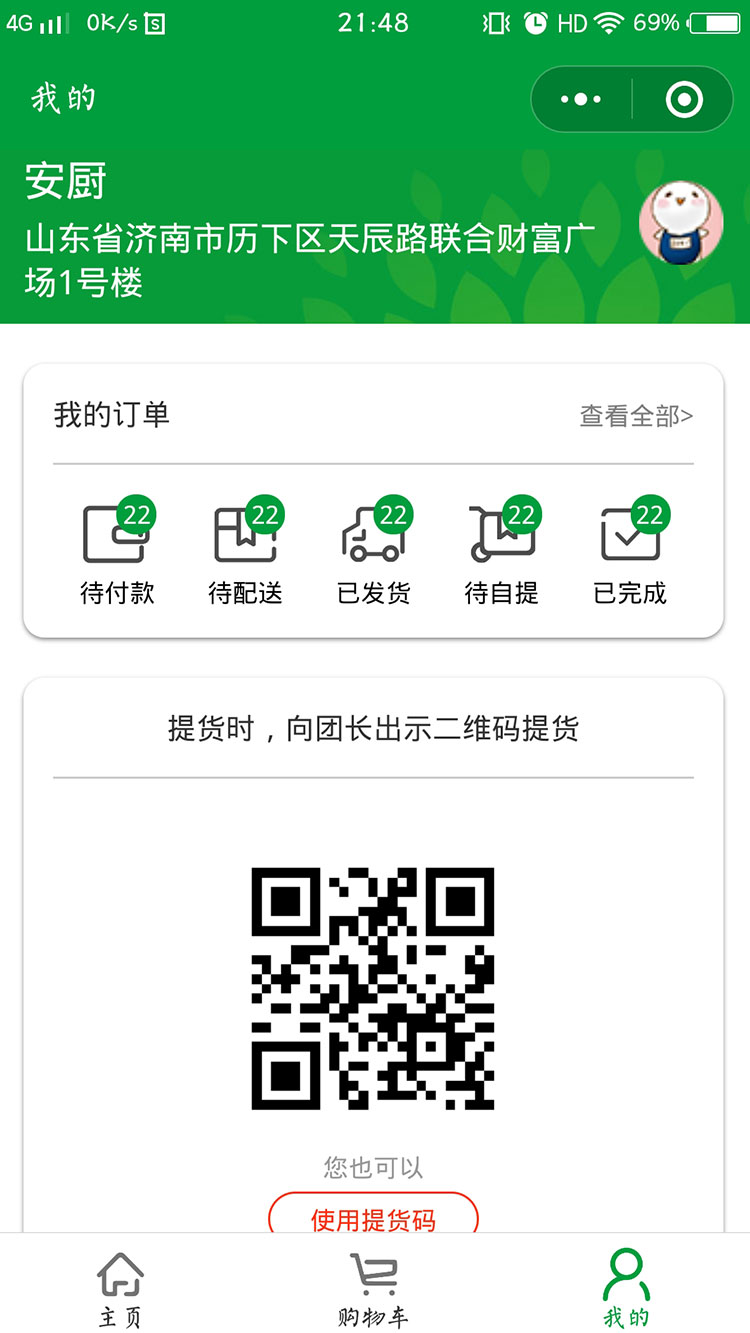 4G 0K/s 21:48 HD 69%
我的
安厨
山东省济南市历下区天辰路联合财富广
场1号楼
我的订单 查看全部>
22 22 22 22 22
待付款 待配送 已发货 待自提 已完成
提货时，向团长出示二维码提货
您也可以
使用提货码
主页 购物车 我的